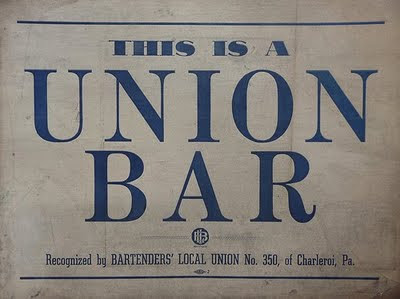 THIS IS A
UNION
BAR
Recognized by BARTENDERS' LOCAL UNION No. 350, of Charleroi, Pa.